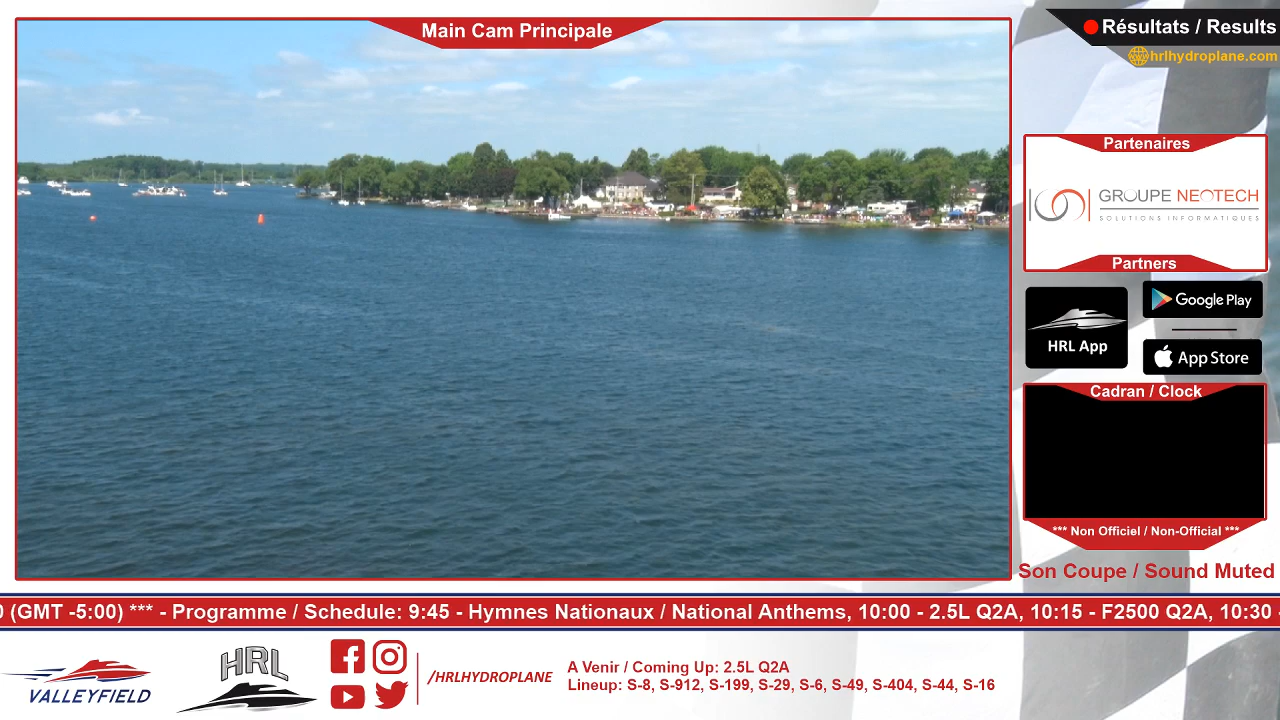 Main Cam Principale
Résultats / Results
hrlhydroplane.com
Partenaires
GROUPE NEOTECH
SOLUTIONS INFORMATIQUES
Partners
HRL App
Google Play
App Store
Cadran / Clock
*** Non Officiel / Non-Official ***
Son Coupe / Sound Muted
0 (GMT -5:00) *** - Programme / Schedule: 9:45 - Hymnes Nationaux / National Anthems, 10:00 - 2.5L Q2A, 10:15 - F2500 Q2A, 10:30 -
VALLEYFIELD
HRL
/HRLHYDROPLANE
A Venir / Coming Up: 2.5L Q2A
Lineup: S-8, S-912, S-199, S-29, S-6, S-49, S-404, S-44, S-16